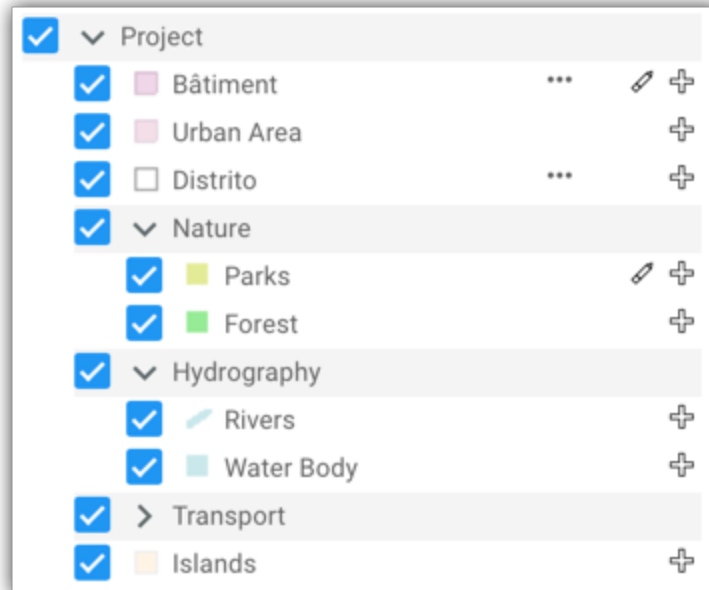 Project
Bâtiment
Urban Area
Distrito
Nature
Parks
Forest
Hydrography
Rivers
Water Body
Transport
Islands